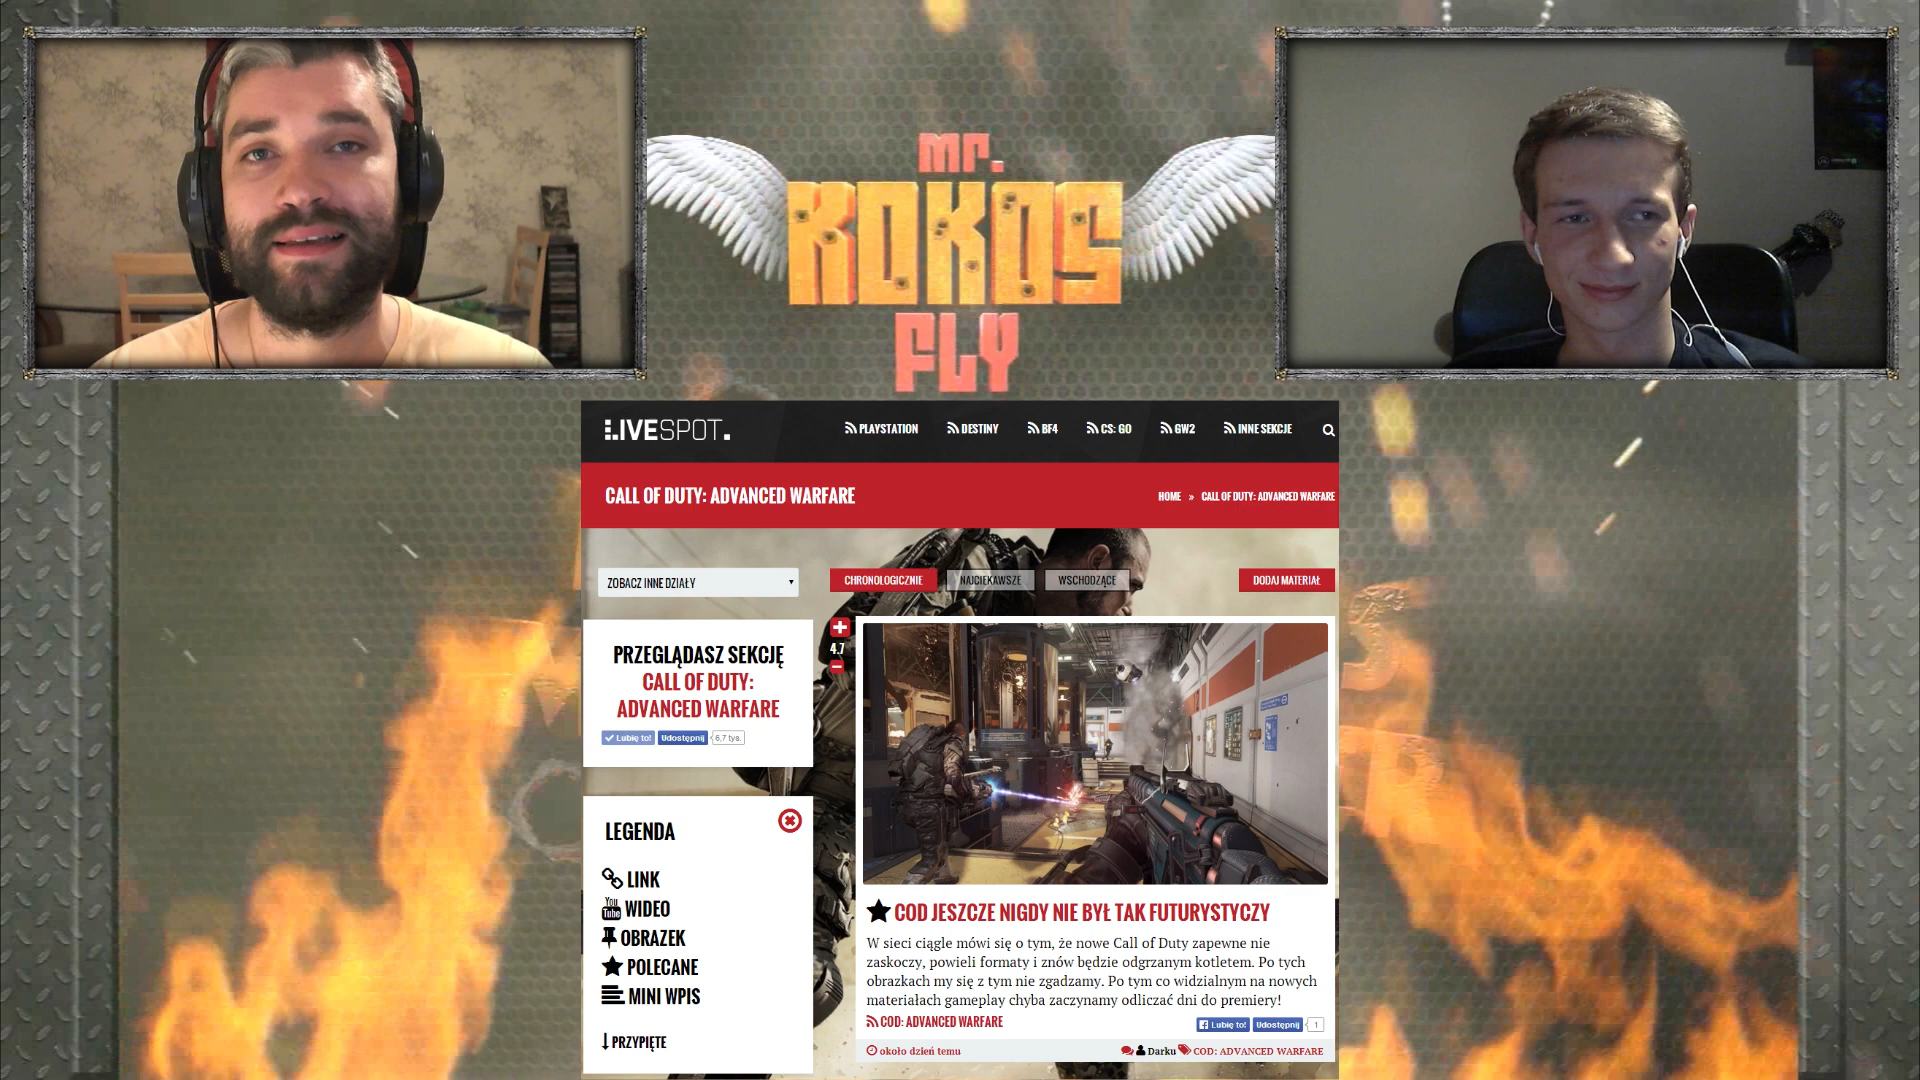 mr.
KOKOS
FLY
LIVESPOT.
PLAYSTATION
DESTINY
BF4
CS: GO
GW2
INNE SEKCJE
CALL OF DUTY: ADVANCED WARFARE
HOME » CALL OF DUTY: ADVANCED WARFARE
ZOBACZ INNE DZIAŁY
CHRONOLOGICZNIE
NAJCIEKAWSZE
WSCHODZĄCE
DODAJ MATERIAŁ
PRZEGLĄDASZ SEKCJĘ
CALL OF DUTY:
ADVANCED WARFARE
Lubię to! Udostępnij 6,7 tys.
4.7
LEGENDA
LINK
You Tube WIDEO
OBRAZEK
POLECANE
MINI WPIS
PRZYPIĘTE
COD JESZCZE NIGDY NIE BYŁ TAK FUTURYSTYCZY
W sieci ciągle mówi się o tym, że nowe Call of Duty zapewne nie
zaskoczy, powieli formaty i znów będzie odgrzanym kotletem. Po tych
obrazkach my się z tym nie zgadzamy. Po tym co widzialnym na nowych
materiałach gameplay chyba zaczynamy odliczać dni do premiery!
COD: ADVANCED WARFARE
Lubię to! Udostępnij 1
około dzień temu
Darku COD: ADVANCED WARFARE